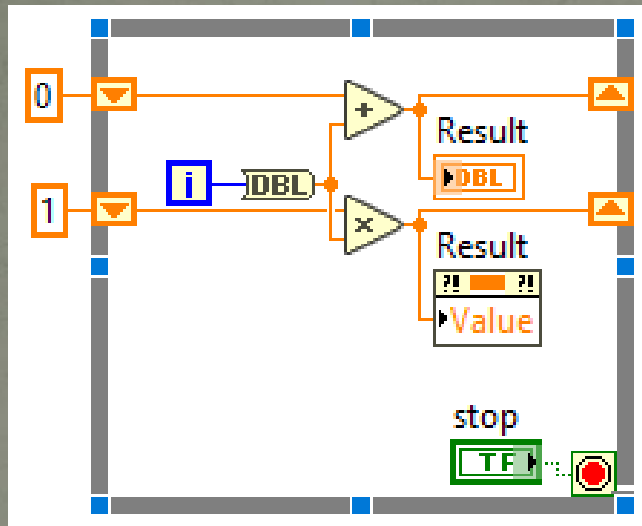 0
+
Result
i
DBL
DBL
1
×
Result
?! ?!
Value
stop
TF